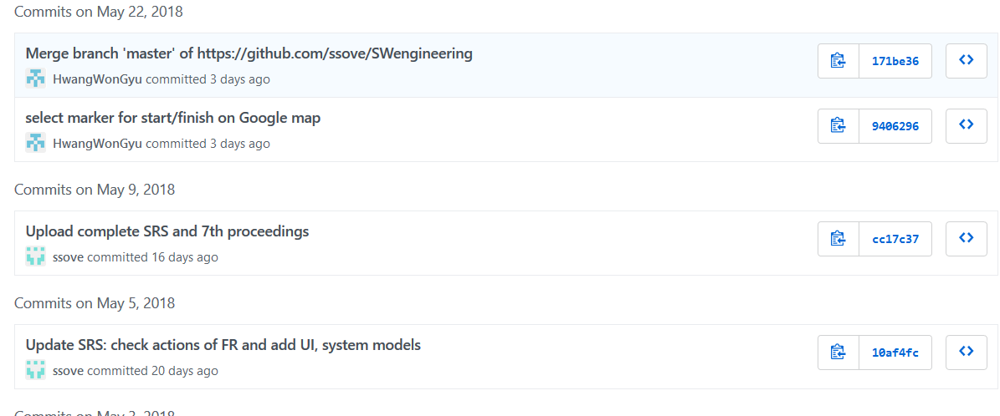 Commits on May 22, 2018
Merge branch 'master' of https://github.com/ssove/SWengineering
171be36
HwangWonGyu committed 3 days ago
select marker for start/finish on Google map
9406296
HwangWonGyu committed 3 days ago
Commits on May 9, 2018
Upload complete SRS and 7th proceedings
cc17c37
ssove committed 16 days ago
Commits on May 5, 2018
Update SRS: check actions of FR and add UI, system models
10af4fc
ssove committed 20 days ago
Commits on May 3, 2018